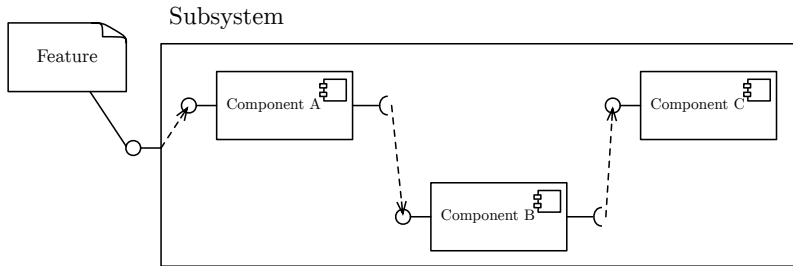 Subsystem
Feature
Component A
Component C
Component B